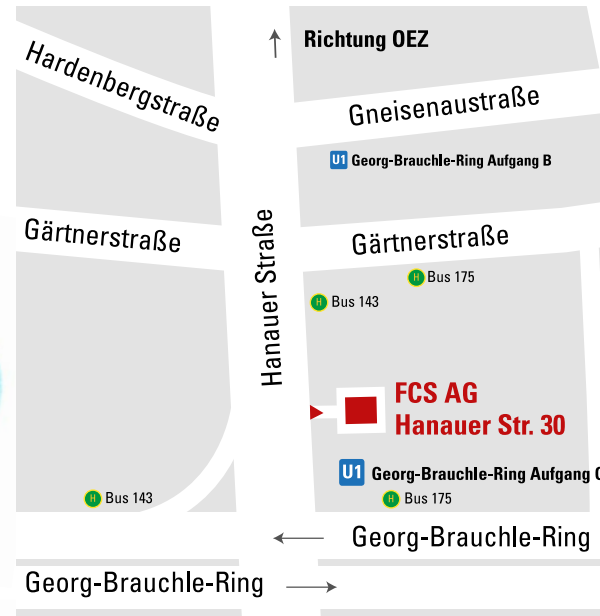 Richtung OEZ
Hardenbergstraße
Gneisenaustraße
U1 Georg-Brauchle-Ring Aufgang B
Gärtnerstraße
Gärtnerstraße
Hanauer Straße
H Bus 175
H Bus 143
FCS AG
Hanauer Str. 30
U1 Georg-Brauchle-Ring Aufgang
H Bus 143
H Bus 175
Georg-Brauchle-Ring
Georg-Brauchle-Ring